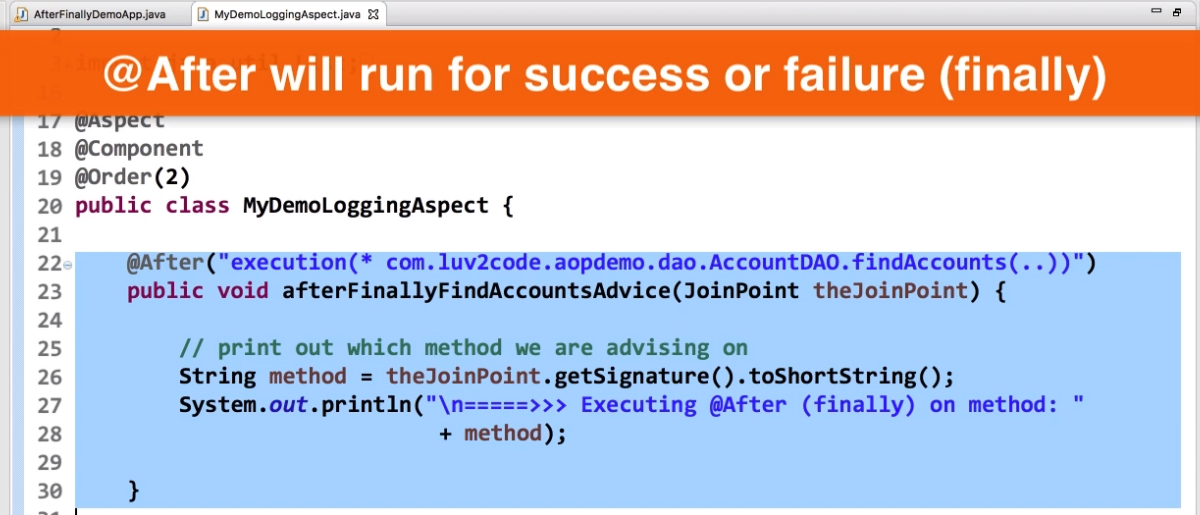 AfterFinallyDemoApp.java MyDemoLoggingAspect.java
@After will run for success or failure (finally)
17 @Aspect
18 @Component
19 @Order(2)
20 public class MyDemoLoggingAspect {
21
22 @After("execution(* com.luv2code.aopdemo.dao.AccountDAO.findAccounts(..))")
23 public void afterFinallyFindAccountsAdvice(JoinPoint theJoinPoint) {
24
25 // print out which method we are advising on
26 String method = theJoinPoint.getSignature().toShortString();
27 System.out.println("\n=====>>> Executing @After (finally) on method: "
28 + method);
29
30 }